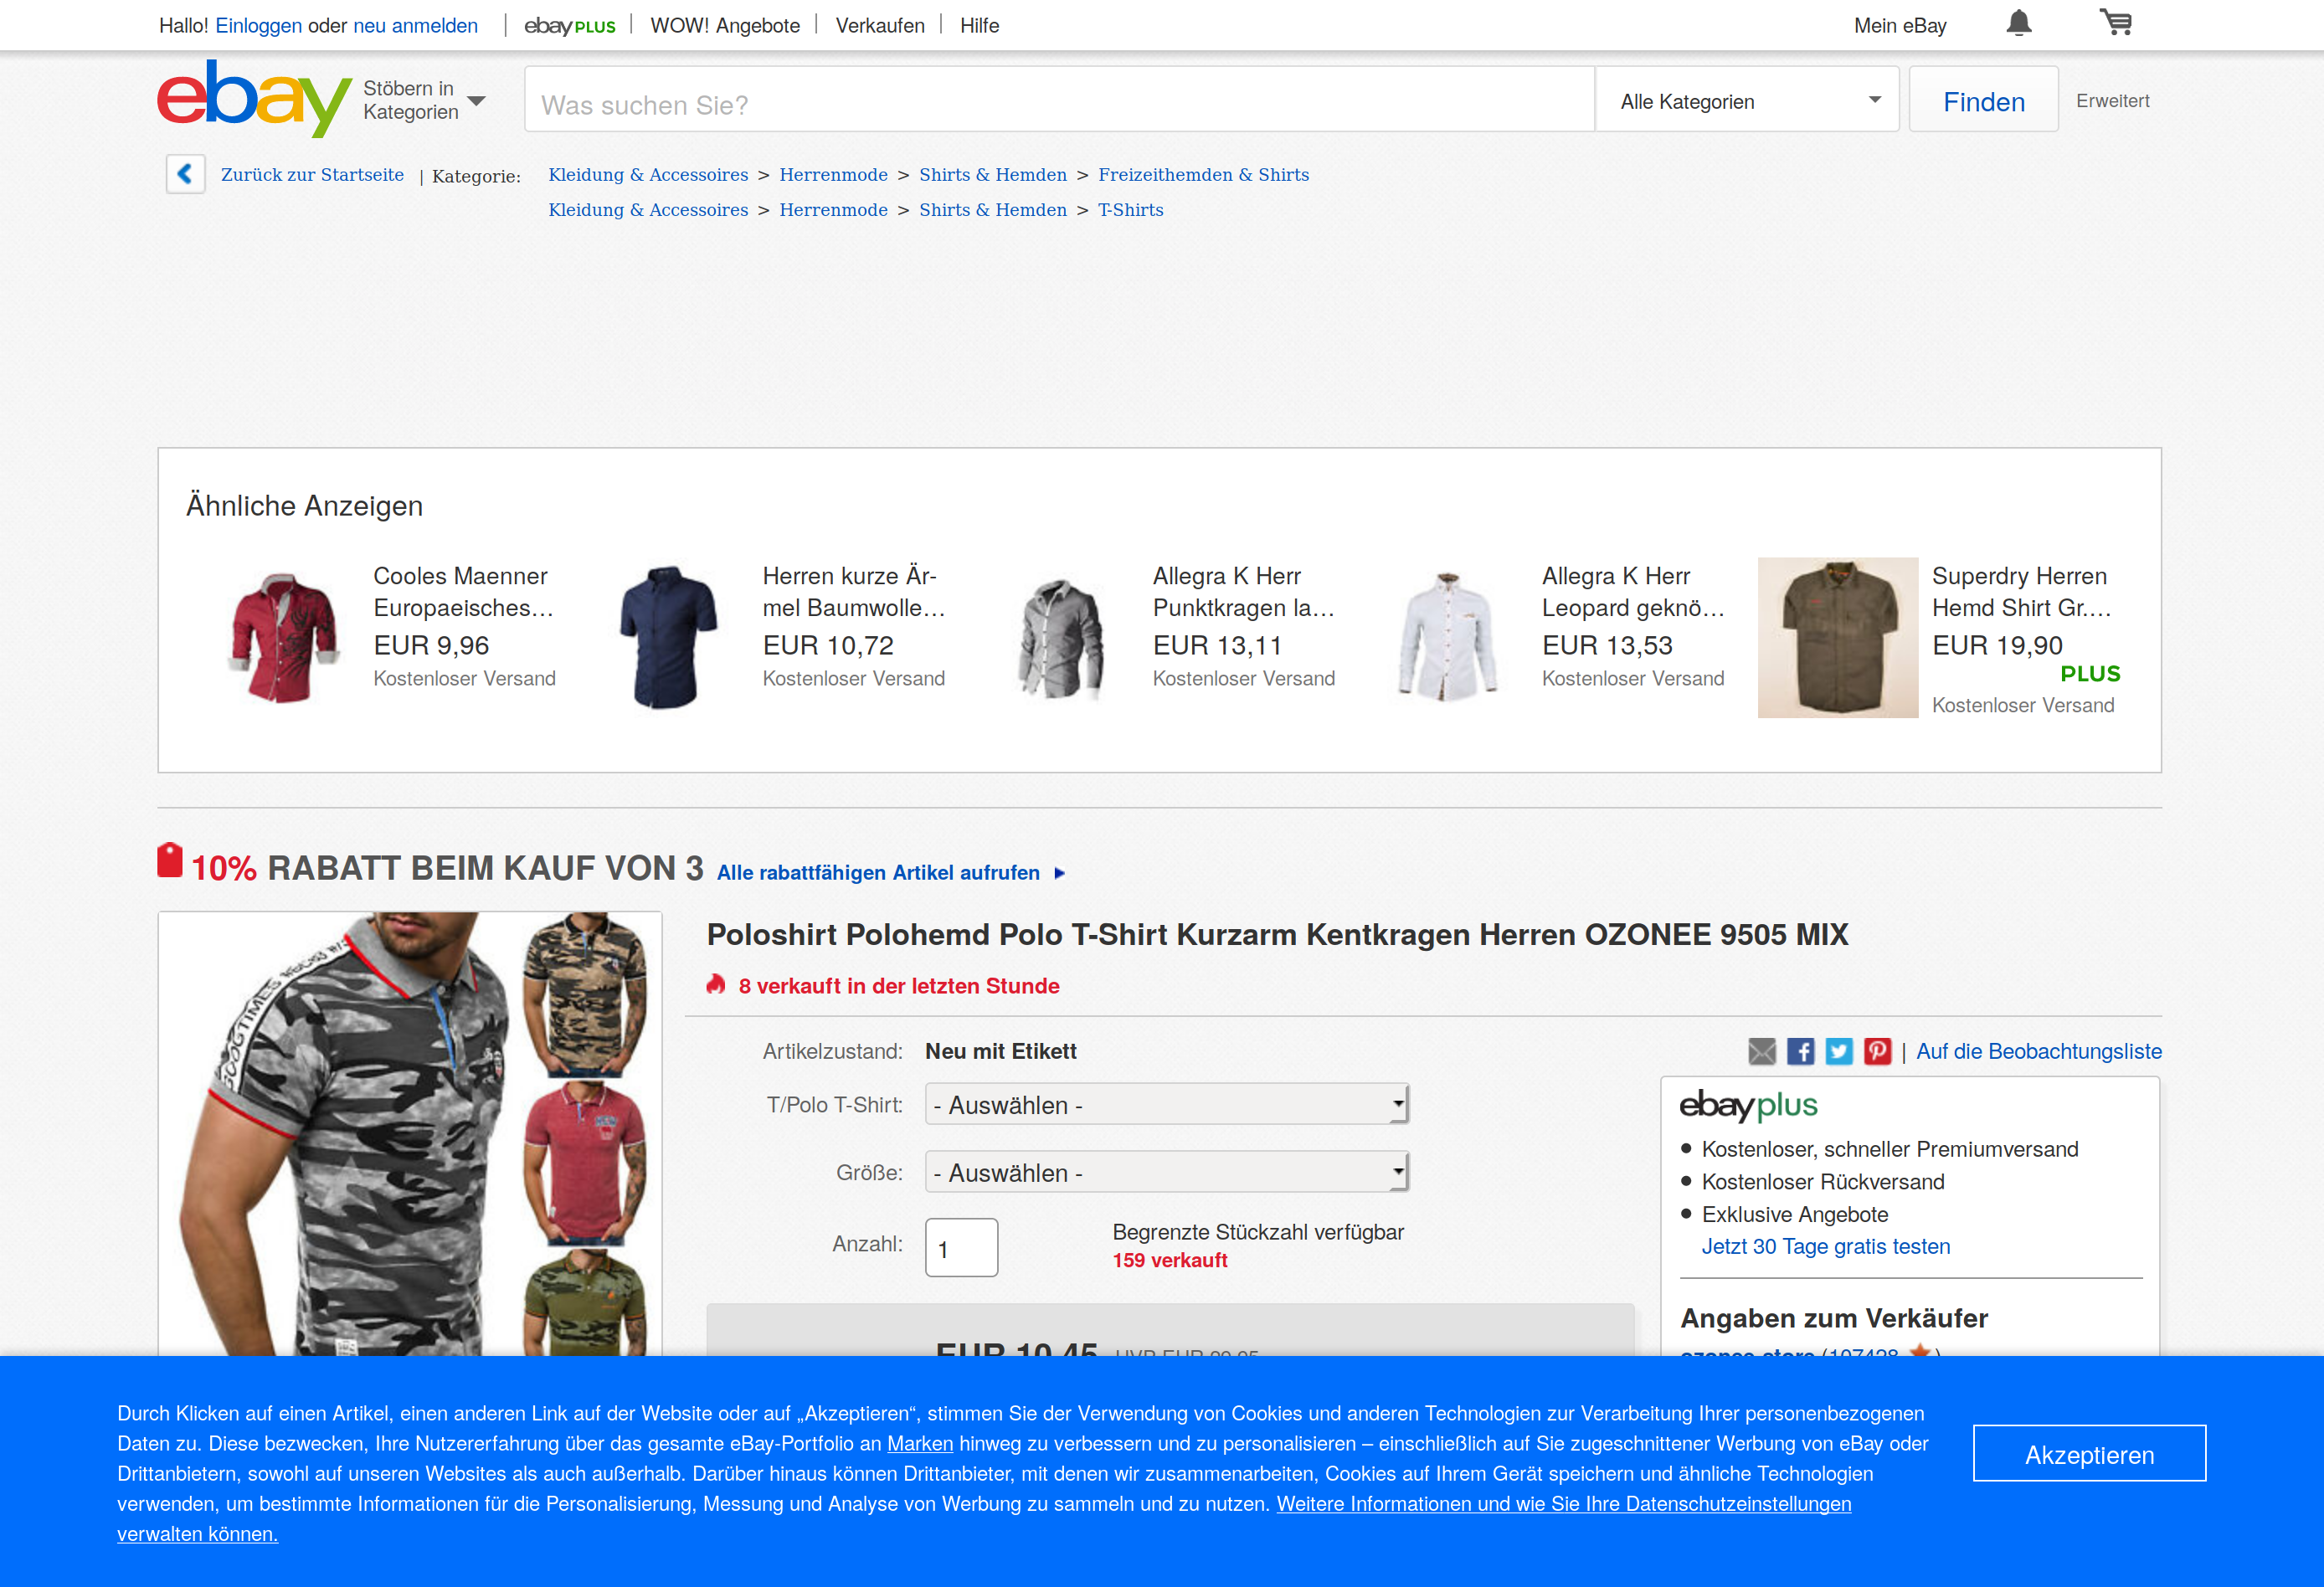 Hallo! Einloggen oder neu anmelden
ebay PLUS
WOW! Angebote
Verkaufen
Hilfe
Mein eBay
ebay
Stöbern in
Kategorien
Was suchen Sie?
Alle Kategorien
Finden
Erweitert
Zurück zur Startseite | Kategorie:
Kleidung & Accessoires > Herrenmode > Shirts & Hemden > Freizeithemden & Shirts
Kleidung & Accessoires > Herrenmode > Shirts & Hemden > T-Shirts
Ähnliche Anzeigen
Cooles Maenner
Europaeisches…
EUR 9,96
Kostenloser Versand
Herren kurze Är-
mel Baumwolle…
EUR 10,72
Kostenloser Versand
Allegra K Herr
Punktkragen la…
EUR 13,11
Kostenloser Versand
Allegra K Herr
Leopard geknö…
EUR 13,53
Kostenloser Versand
Superdry Herren
Hemd Shirt Gr.…
EUR 19,90
PLUS
Kostenloser Versand
10% RABATT BEIM KAUF VON 3 Alle rabattfähigen Artikel aufrufen
Poloshirt Polohemd Polo T-Shirt Kurzarm Kentkragen Herren OZONEE 9505 MIX
8 verkauft in der letzten Stunde
Artikelzustand: Neu mit Etikett
T/Polo T-Shirt: - Auswählen -
Größe: - Auswählen -
Anzahl: 1
Begrenzte Stückzahl verfügbar
159 verkauft
EUR 10,45
| Auf die Beobachtungsliste
ebayplus
Kostenloser, schneller Premiumversand
Kostenloser Rückversand
Exklusive Angebote
Jetzt 30 Tage gratis testen
Angaben zum Verkäufer
Durch Klicken auf einen Artikel, einen anderen Link auf der Website oder auf „Akzeptieren“, stimmen Sie der Verwendung von Cookies und anderen Technologien zur Verarbeitung Ihrer personenbezogenen
Daten zu. Diese bezwecken, Ihre Nutzererfahrung über das gesamte eBay-Portfolio an Marken hinweg zu verbessern und zu personalisieren – einschließlich auf Sie zugeschnittener Werbung von eBay oder
Drittanbietern, sowohl auf unseren Websites als auch außerhalb. Darüber hinaus können Drittanbieter, mit denen wir zusammenarbeiten, Cookies auf Ihrem Gerät speichern und ähnliche Technologien
verwenden, um bestimmte Informationen für die Personalisierung, Messung und Analyse von Werbung zu sammeln und zu nutzen. Weitere Informationen und wie Sie Ihre Datenschutzeinstellungen
verwalten können.
Akzeptieren